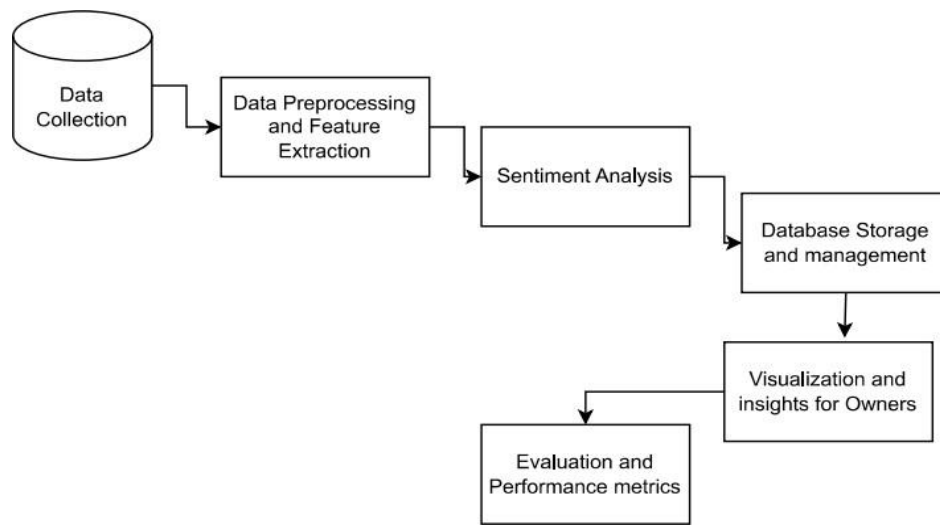 Data
Collection
Data Preprocessing
and Feature
Extraction
Sentiment Analysis
Database Storage
and management
Visualization and
insights for Owners
Evaluation and
Performance metrics